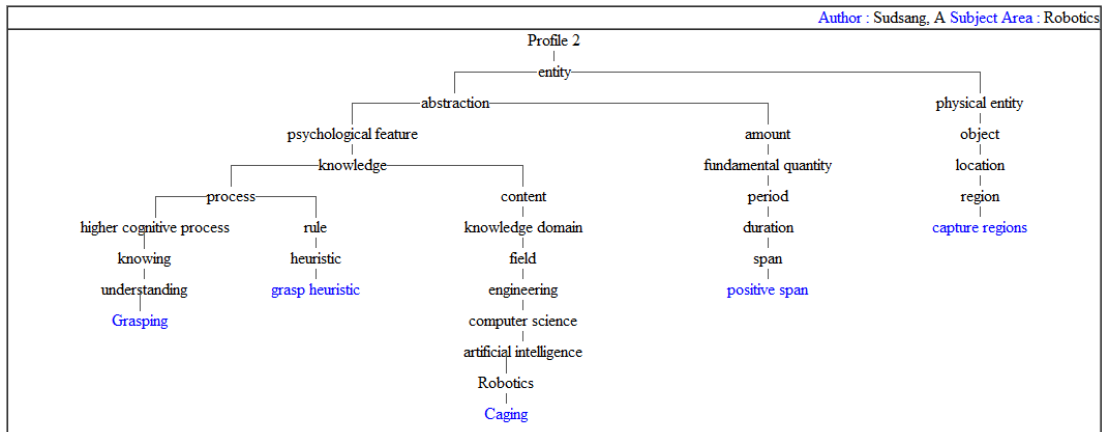 Author : Sudsang, A Subject Area : Robotics
Profile 2
entity
abstraction physical entity
psychological feature amount object
knowledge fundamental quantity location
process content period region
higher cognitive process rule knowledge domain duration capture regions
knowing heuristic field span
understanding grasp heuristic engineering positive span
Grasping computer science
artificial intelligence
Robotics
Caging